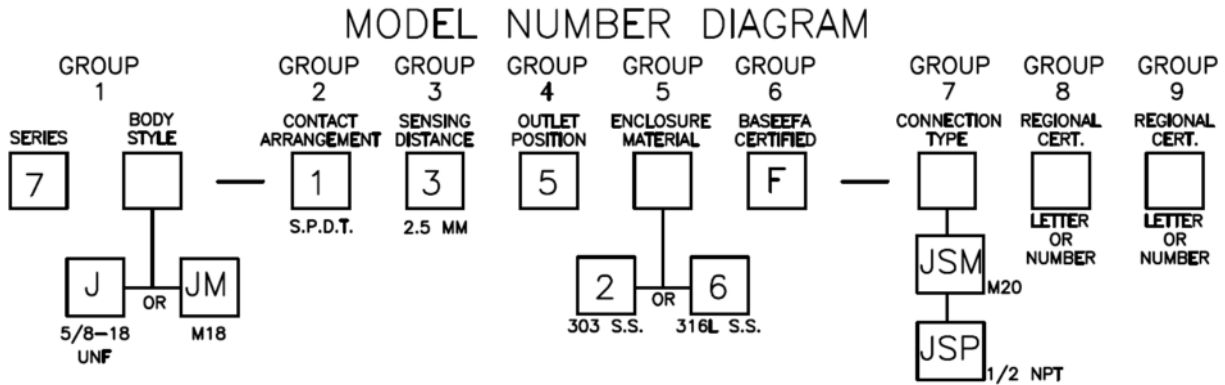 MODEL NUMBER DIAGRAM
GROUP 1
SERIES
7
BODY STYLE
J
5/8-18 UNF
OR
JM
M18
GROUP 2
CONTACT ARRANGEMENT
1
S.P.D.T.
GROUP 3
SENSING DISTANCE
3
2.5 MM
GROUP 4
OUTLET POSITION
5
GROUP 5
ENCLOSURE MATERIAL
2
303 S.S.
OR
6
316L S.S.
GROUP 6
BASEEFA CERTIFIED
F
GROUP 7
CONNECTION TYPE
JSM
M20
JSP
1/2 NPT
GROUP 8
REGIONAL CERT.
LETTER OR NUMBER
GROUP 9
REGIONAL CERT.
LETTER OR NUMBER